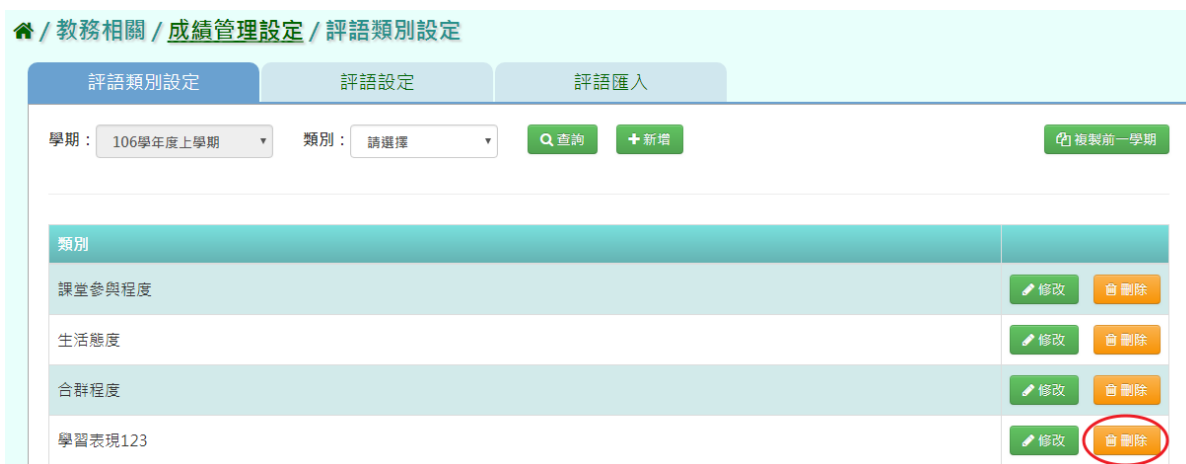 / 教務相關 / 成績管理設定 / 評語類別設定
評語類別設定 評語設定 評語匯入
學期： 106學年度上學期 類別： 請選擇 查詢 新增 複製前一學期
類別
課堂參與程度 修改 刪除
生活態度 修改 刪除
合群程度 修改 刪除
學習表現123 修改 刪除